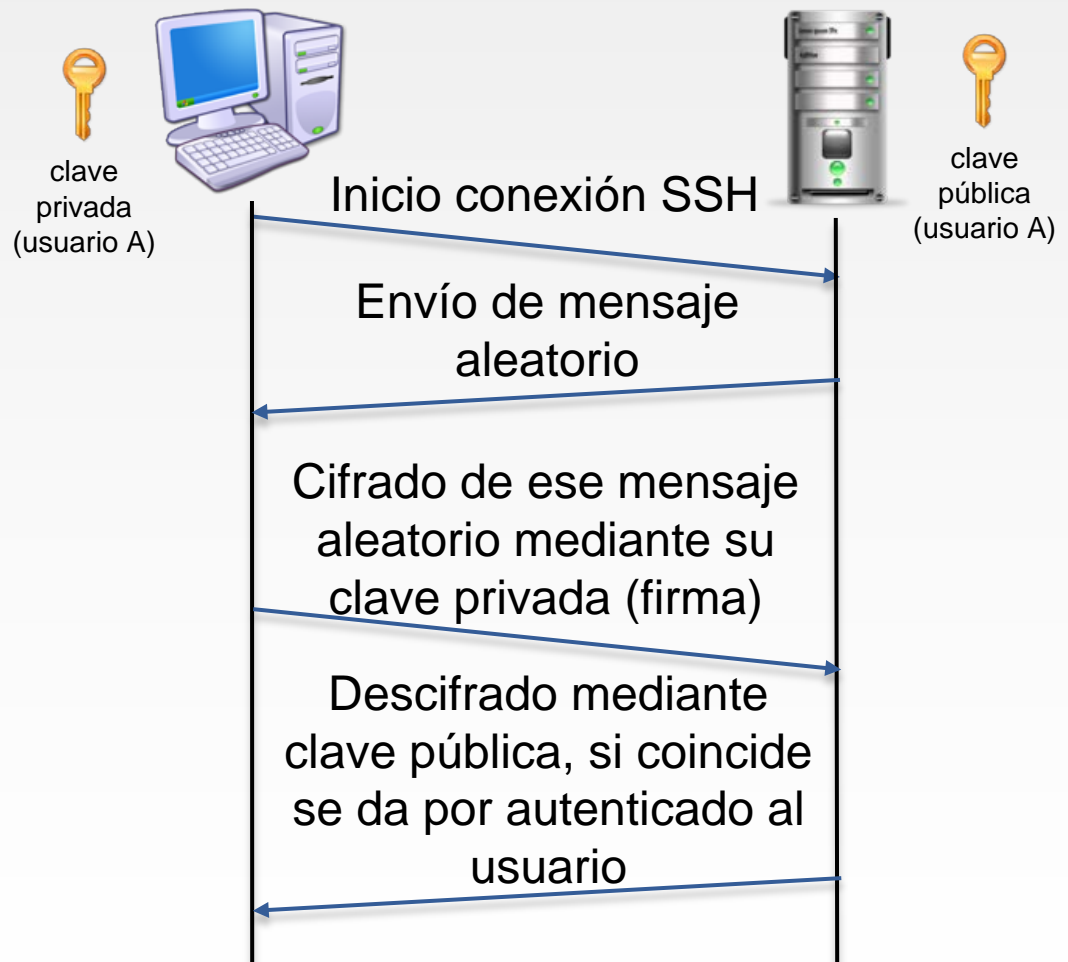 clave
privada
(usuario A)
clave
pública
(usuario A)
Inicio conexión SSH
Envío de mensaje
aleatorio
Cifrado de ese mensaje
aleatorio mediante su
clave privada (firma)
Descifrado mediante
clave pública, si coincide
se da por autenticado al
usuario